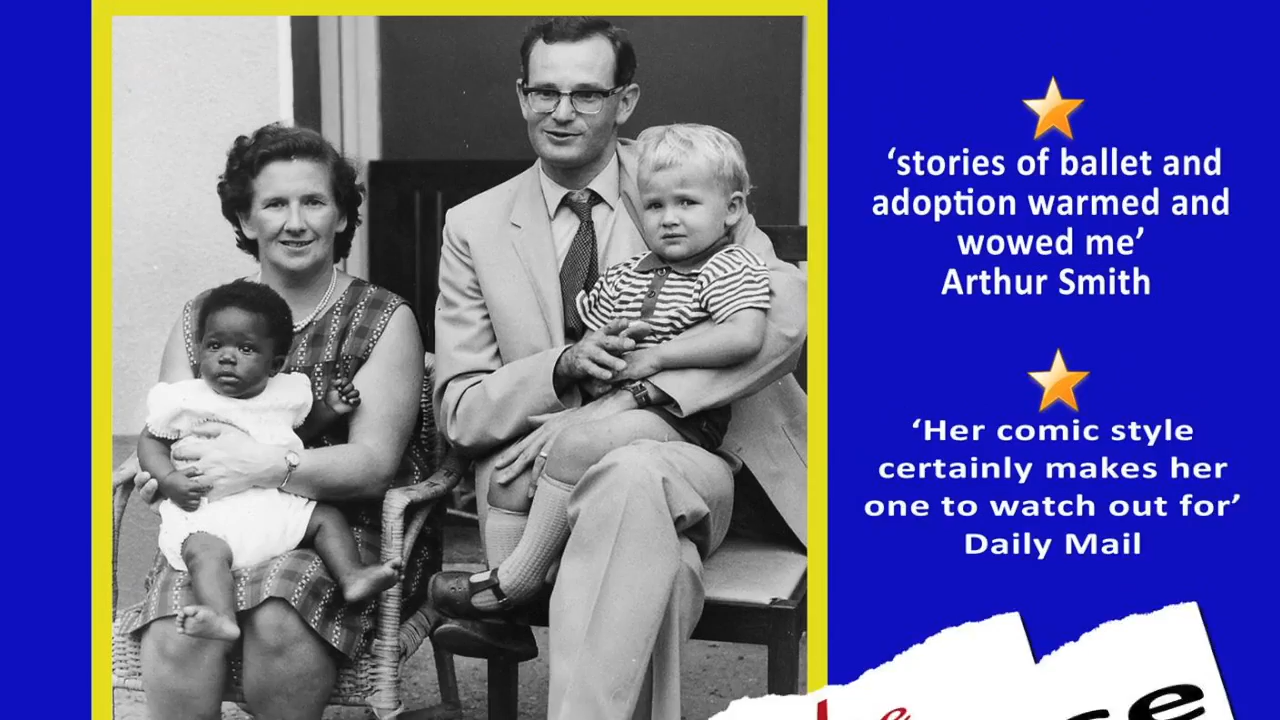 ‘stories of ballet and
adoption warmed and
wowed me’
Arthur Smith
‘Her comic style
certainly makes her
one to watch out for’
Daily Mail